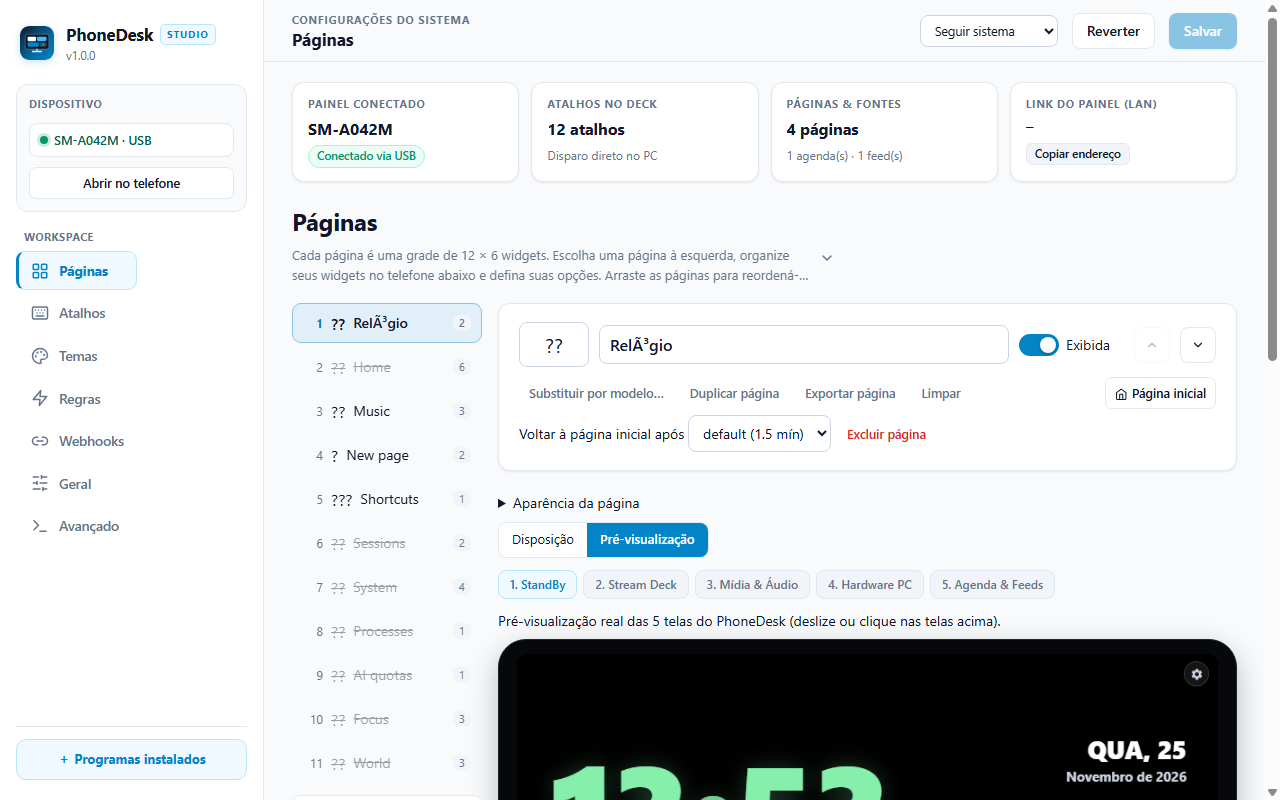 PhoneDesk STUDIO
v1.0.0
DISPOSITIVO
SM-A042M · USB
Abrir no telefone
WORKSPACE
Páginas
Atalhos
Temas
Regras
Webhooks
Geral
Avançado
+ Programas instalados
CONFIGURAÇÕES DO SISTEMA
Páginas
Seguir sistema
Reverter
Salvar
PAINEL CONECTADO
SM-A042M
Conectado via USB
ATALHOS NO DECK
12 atalhos
Disparo direto no PC
PÁGINAS & FONTES
4 páginas
1 agenda(s) · 1 feed(s)
LINK DO PAINEL (LAN)
–
Copiar endereço
Páginas
Cada página é uma grade de 12 × 6 widgets. Escolha uma página à esquerda, organize
seus widgets no telefone abaixo e defina suas opções. Arraste as páginas para reordená-...
1 ?? RelÃ³gio 2
2 ?? Home 6
3 ?? Music 3
4 ? New page 2
5 ??? Shortcuts 1
6 ?? Sessions 2
7 ?? System 4
8 ?? Processes 1
9 ?? AI quotas 1
10 ?? Focus 3
11 ?? World 3
?? RelÃ³gio Exibida
Substituir por modelo... Duplicar página Exportar página Limpar Página inicial
Voltar à página inicial após default (1.5 mín) Excluir página
Aparência da página
Disposição Pré-visualização
1. StandBy 2. Stream Deck 3. Mídia & Áudio 4. Hardware PC 5. Agenda & Feeds
Pré-visualização real das 5 telas do PhoneDesk (deslize ou clique nas telas acima).
QUA, 25
Novembro de 2026